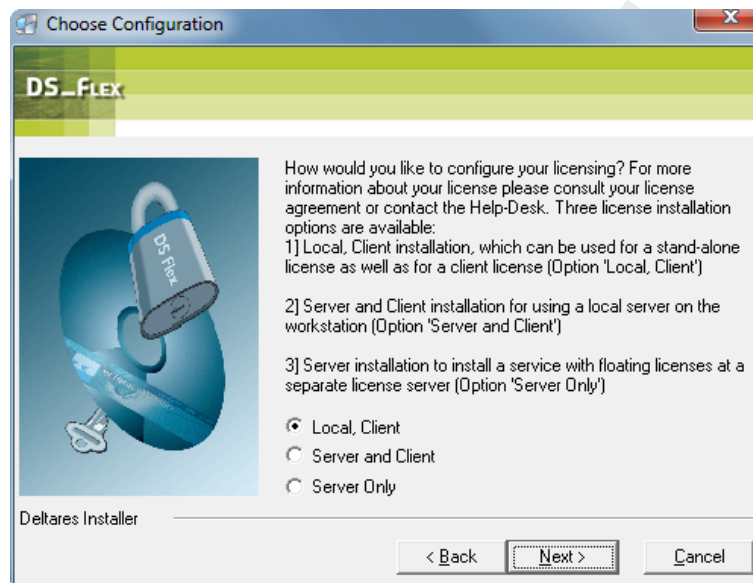 Choose Configuration
DS_FLEX
DS Flex
How would you like to configure your licensing? For more
information about your license please consult your license
agreement or contact the Help-Desk. Three license installation
options are available:
1] Local, Client installation, which can be used for a stand-alone
license as well as for a client license (Option 'Local, Client')
2] Server and Client installation for using a local server on the
workstation (Option 'Server and Client')
3] Server installation to install a service with floating licenses at a
separate license server (Option 'Server Only')
Local, Client
Server and Client
Server Only
Deltares Installer
< Back
Next >
Cancel